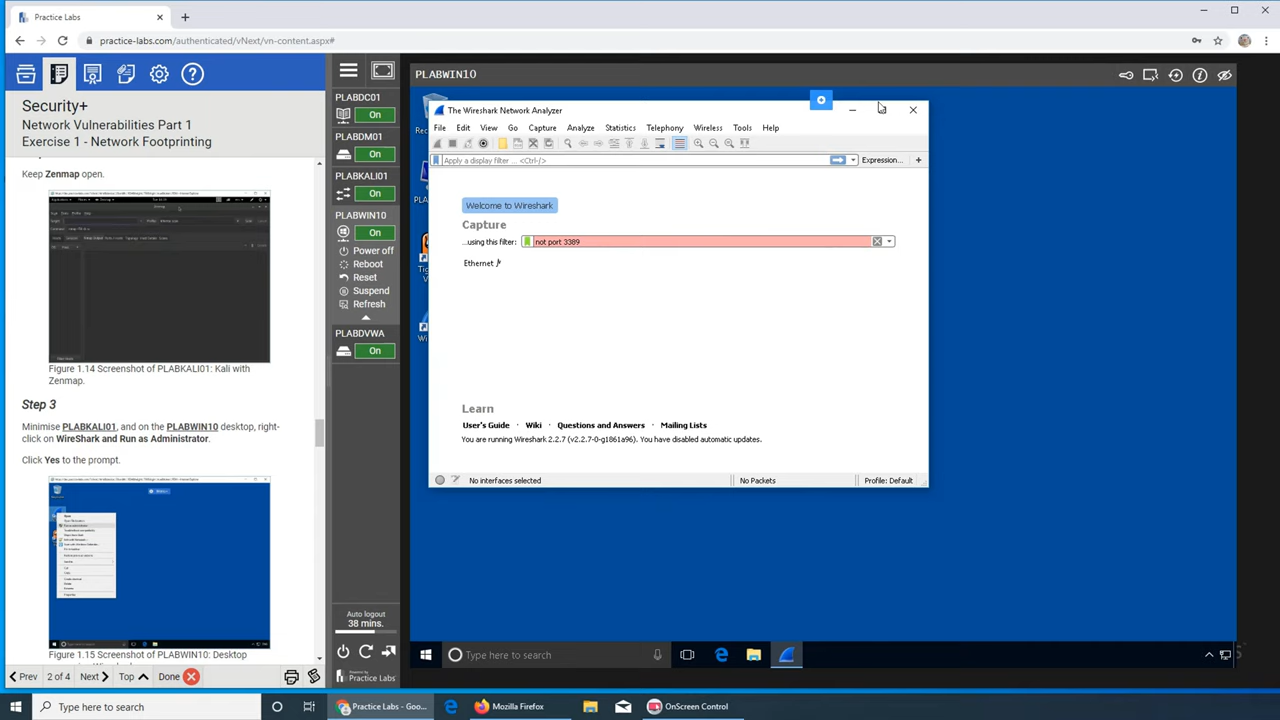 Practice Labs
practice-labs.com/authenticated/vNext/vn-content.aspx#
Security+
Network Vulnerabilities Part 1
Exercise 1 - Network Footprinting
Keep Zenmap open.
Figure 1.14 Screenshot of PLABKALI01: Kali with
Zenmap.
Step 3
Minimise PLABKALI01, and on the PLABWIN10 desktop, right-
click on WireShark and Run as Administrator.
Click Yes to the prompt.
Figure 1.15 Screenshot of PLABWIN10: Desktop
Prev 2 of 4 Next Top Done
PLABDC01
On
PLABDM01
On
PLABKALI01
On
PLABWIN10
On
Power off
Reboot
Reset
Suspend
Refresh
PLABDVWA
On
Auto logout
38 mins.
Powered by
Practice Labs
PLABWIN10
The Wireshark Network Analyzer
File Edit View Go Capture Analyze Statistics Telephony Wireless Tools Help
Apply a display filter ... <Ctrl-/>
Expression... +
Welcome to Wireshark
Capture
...using this filter: not port 3389
Ethernet
Learn
User's Guide · Wiki · Questions and Answers · Mailing Lists
You are running Wireshark 2.2.7 (v2.2.7-0-g1861a96). You have disabled automatic updates.
No interfaces selected No Packets Profile: Default
Type here to search
Type here to search
Practice Labs - Goo...
Mozilla Firefox
OnScreen Control